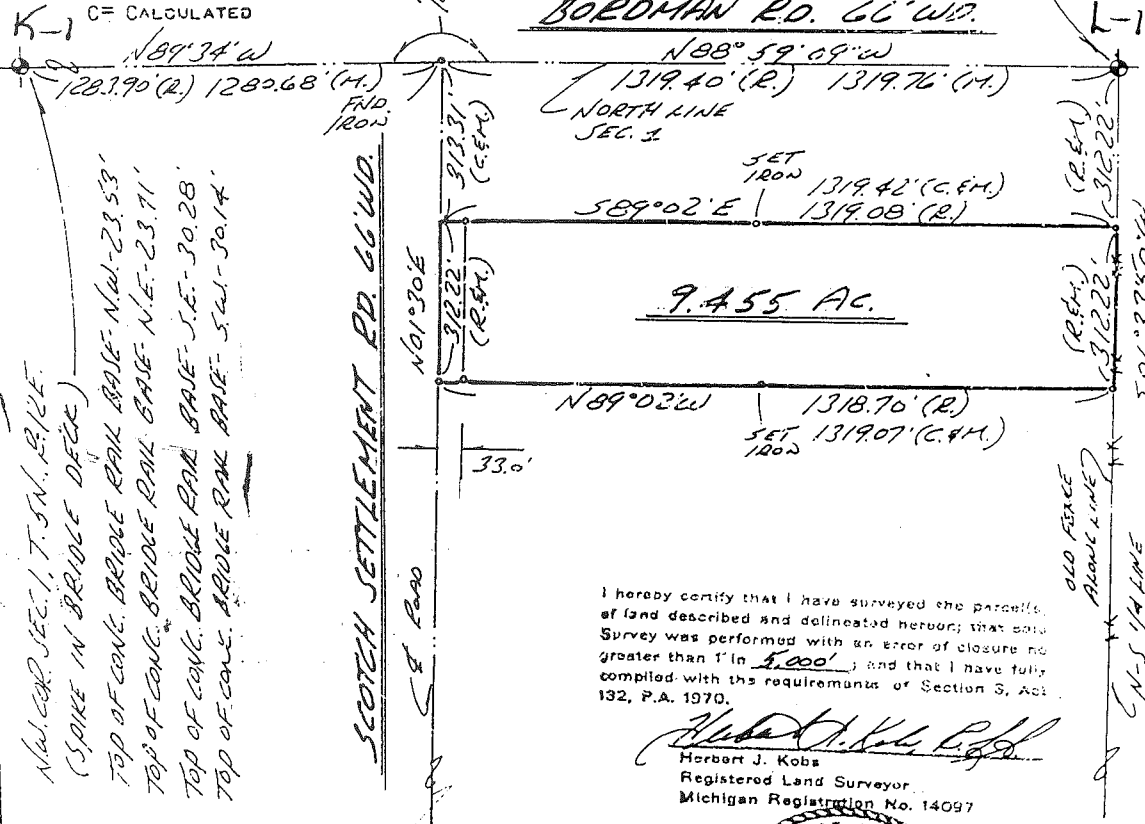 C= CALCULATED
K-1
BORDMAN RD. 66' WD.
L-1
N89°34'W
1283.90'(R.) 1280.68'(M.)
FND.
IRON
N88°59'09"W
1319.40'(R.) 1319.76'(M.)
NORTH LINE
SEC. 1
313.31'
(C.&M.)
(R.&M.)
312.22'
SET
IRON
1319.42'(C.&M.)
S89°02'E
1319.08'(R.)
N01°30'E
312.22'
(R.&M.)
9.455 AC.
(R.&M.)
312.22'
N89°02'W
1318.70'(R.)
SET
IRON
1319.07'(C.&M.)
33.0'
SCOTCH SETTLEMENT RD. 66' WD.
℄ ROAD
N.W. COR. SEC. 1, T.5N., R.12E.
(SPIKE IN BRIDGE DECK)
TOP OF CONC. BRIDGE RAIL BASE- N.W.-23.53'
TOP OF CONC. BRIDGE RAIL BASE- N.E.-23.71'
TOP OF CONC. BRIDGE RAIL BASE- S.E.-30.28'
TOP OF CONC. BRIDGE RAIL BASE- S.W.-30.14'
OLD FENCE
ALONG LINE
N-S 1/4 LINE
I hereby certify that I have surveyed the parcel(s)
of land described and delineated hereon; that said
Survey was performed with an error of closure no
greater than 1' in 5,000'; and that I have fully
complied with the requirements of Section 3, Act
132, P.A. 1970.
Herbert J. Kobs R.L.S.
Herbert J. Kobs
Registered Land Surveyor
Michigan Registration No. 14097